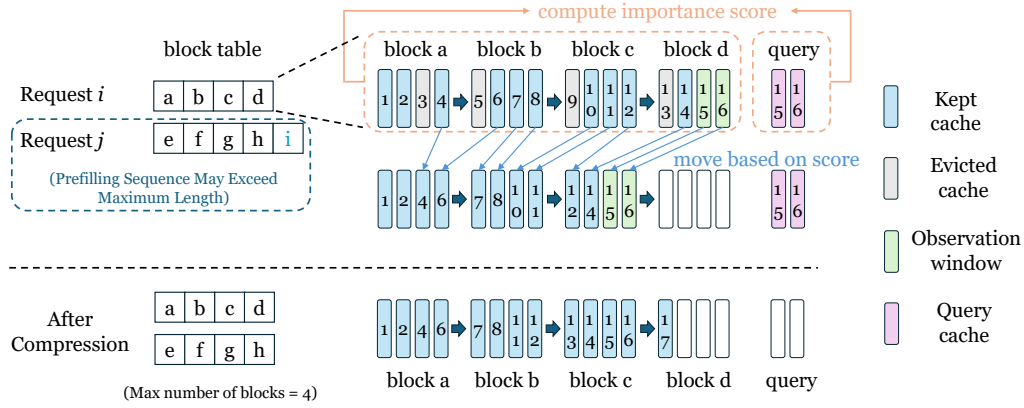 compute importance score
block table
block a block b block c block d query
Request i
a b c d
1 2 3 4 5 6 7 8 9 10 11 12 13 14 15 16 15 16
Request j
e f g h i
(Prefilling Sequence May Exceed
Maximum Length)
move based on score
1 2 4 6 7 8 10 11 12 14 15 16 15 16
After
Compression
a b c d
e f g h
(Max number of blocks = 4)
1 2 4 6 7 8 11 12 13 14 15 16 17
block a block b block c block d query
Kept
cache
Evicted
cache
Observation
window
Query
cache